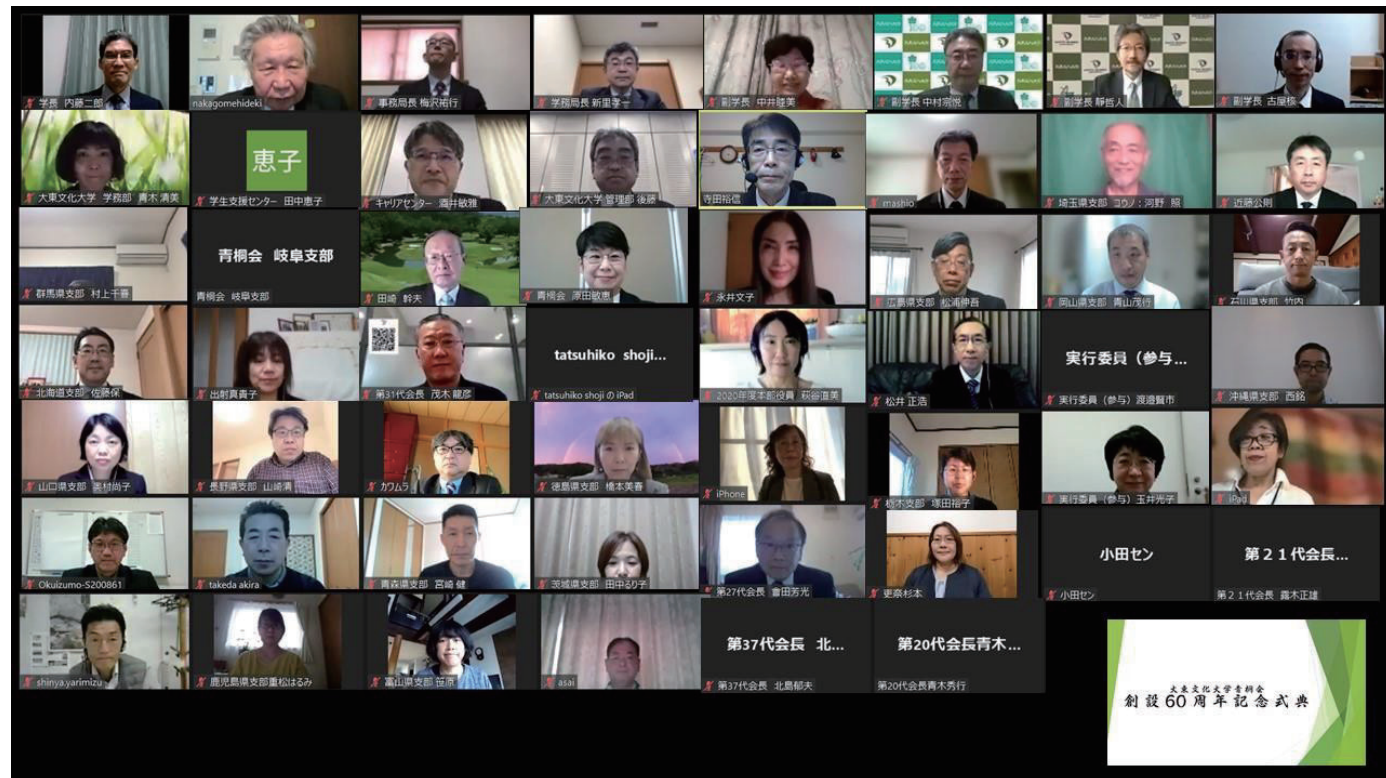 学長 内藤二郎
nakagomehideki
事務局長 梅沢祐行
学務局長 新里孝一
副学長 中井睦美
副学長 中村宗悦
副学長 靜哲人
副学長 古屋核
大東文化大学 学務部 青木 清美
恵子
学生支援センター 田中恵子
キャリアセンター 酒井敏雅
大東文化大学 管理部 後藤
寺田裕信
mashio
埼玉県支部 コウノ:河野 照
近藤公剛
群馬県支部 村上千番
青桐会 岐阜支部
青桐会 岐阜支部
田崎 幹夫
青桐会 原田敏恵
永井文子
広島県支部 松浦伸吾
岡山県支部 青山茂行
石川県支部 竹内
北海道支部 佐藤保
出射真貴子
第31代会長 茂木 龍彦
tatsuhiko shoji...
tatsuhiko shoji の iPad
2020年度本部役員 萩谷直美
松井 正浩
実行委員(参与...
実行委員(参与)渡邉賢市
沖縄県支部 西銘
山口県支部 奥村尚子
長野県支部 山崎清
カワムラ
徳島県支部 橋本美春
iPhone
栃木支部 塚田裕子
実行委員(参与)玉井光子
iPad
Okuizumo-S200861
takeda akira
青森県支部 宮崎 健
茨城県支部 田中るり子
第27代会長 會田芳光
更奈杉本
小田セン
小田セン
第21代会長...
第21代会長 露木正雄
shinya.yarimizu
鹿児島県支部重松はるみ
富山県支部 笹原
asai
第37代会長 北...
第37代会長 北島郁夫
第20代会長青木...
第20代会長青木秀行
大東文化大学青桐会
創設60周年記念式典